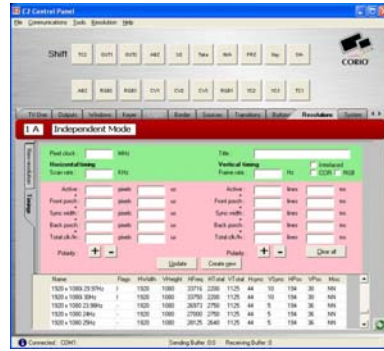 C2 Control Panel
File Communications Tools Resolution Help
Shift
CORIO
TV One Outputs Windows Keyer Border Sources Transitions Buttons Resolutions System
1 A Independent Mode
Raw resolution
Timings
Pixel clock: MHz Title:
Horizontal timing Vertical timing Interlaced
Scan rate: KHz Frame rate: Hz RGB
Active: pixels us Active: lines ms
Front porch: pixels us Front porch: lines ms
Sync width: pixels us Sync width: lines ms
Back porch: pixels us Back porch: lines ms
Total clk/ln: pixels us Total clk/ln: lines ms
Polarity: + - Polarity: + - Clear all
Update Create new
Name Flags HWidth VHeight HFreq HTotal VTotal Hsync VSync HPos VPos Misc
1920 x 1080i 29.97Hz I 1920 1080 33716 2200 1125 44 10 194 38 NN
1920 x 1080i 30Hz I 1920 1080 33750 2200 1125 44 10 194 38 NN
1920 x 1080 23.98Hz 1920 1080 26973 2750 1125 44 5 194 36 NN
1920 x 1080 24Hz 1920 1080 27000 2750 1125 44 5 194 36 NN
1920 x 1080 25Hz 1920 1080 28125 2640 1125 44 5 194 36 NN
Connected: COM1: Sending Buffer: 0.0 Receiving Buffer: 0